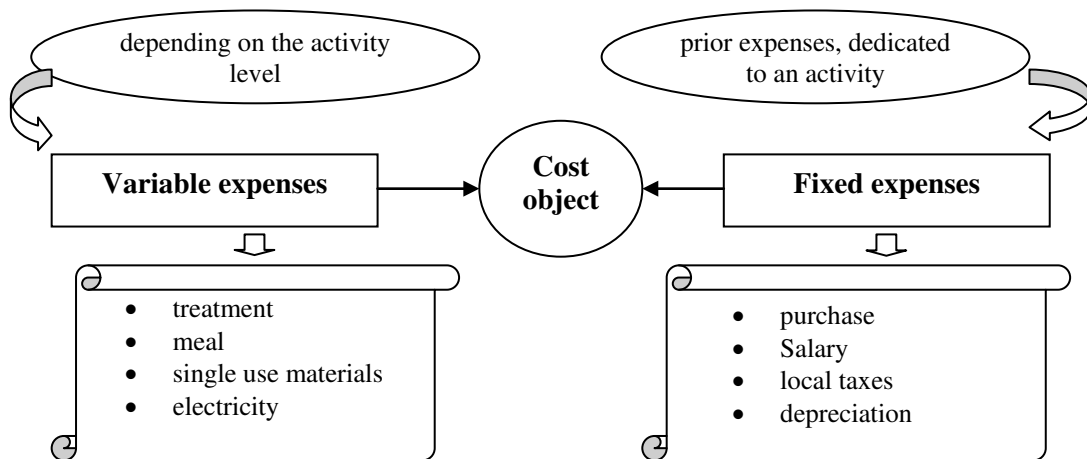 depending on the activity
level
prior expenses, dedicated
to an activity
Variable expenses
Cost
object
Fixed expenses
• treatment
• meal
• single use materials
• electricity
• purchase
• Salary
• local taxes
• depreciation